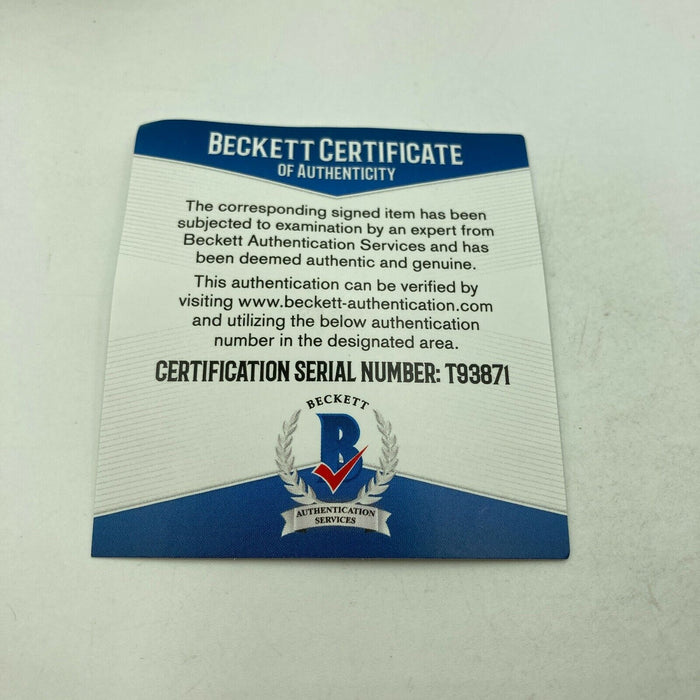 BECKETT CERTIFICATE
OF AUTHENTICITY
The corresponding signed item has been
subjected to examination by an expert from
Beckett Authentication Services and has
been deemed authentic and genuine.
This authentication can be verified by
visiting www.beckett-authentication.com
and utilizing the below authentication
number in the designated area.
CERTIFICATION SERIAL NUMBER: T93871
BECKETT
B
AUTHENTICATION
SERVICES